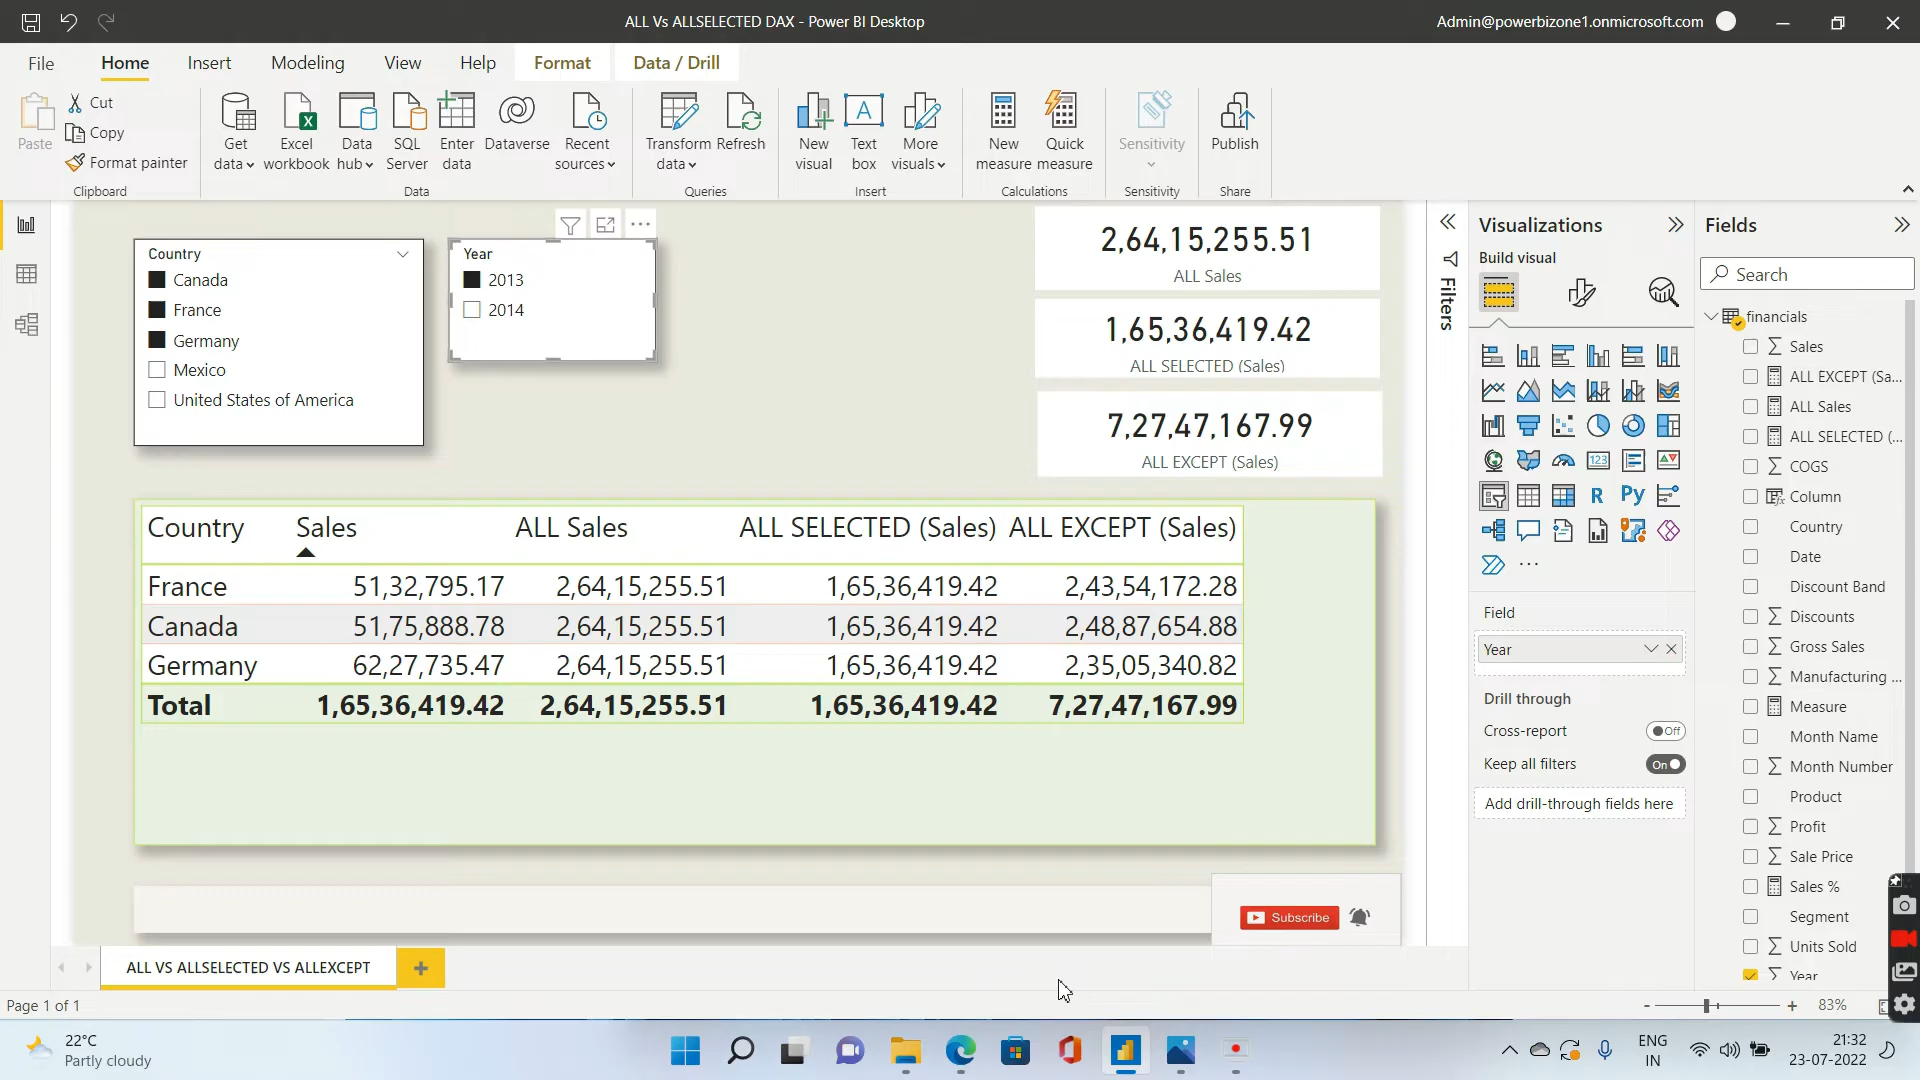 ALL Vs ALLSELECTED DAX - Power BI Desktop
Admin@powerbizone1.onmicrosoft.com
File Home Insert Modeling View Help Format Data / Drill
Paste
Cut
Copy
Format painter
Clipboard
Get data
Excel workbook
Data hub
SQL Server
Enter data
Dataverse
Recent sources
Data
Transform data
Refresh
Queries
New visual
Text box
More visuals
Insert
New measure
Quick measure
Calculations
Sensitivity
Sensitivity
Publish
Share
Country
Canada
France
Germany
Mexico
United States of America
Year
2013
2014
2,64,15,255.51
ALL Sales
1,65,36,419.42
ALL SELECTED (Sales)
7,27,47,167.99
ALL EXCEPT (Sales)
Country Sales ALL Sales ALL SELECTED (Sales) ALL EXCEPT (Sales)
France 51,32,795.17 2,64,15,255.51 1,65,36,419.42 2,43,54,172.28
Canada 51,75,888.78 2,64,15,255.51 1,65,36,419.42 2,48,87,654.88
Germany 62,27,735.47 2,64,15,255.51 1,65,36,419.42 2,35,05,340.82
Total 1,65,36,419.42 2,64,15,255.51 1,65,36,419.42 7,27,47,167.99
Subscribe
Filters
Visualizations
Build visual
123
R
Py
Field
Year
Drill through
Cross-report Off
Keep all filters On
Add drill-through fields here
Fields
Search
financials
Sales
ALL EXCEPT (Sa...
ALL Sales
ALL SELECTED (...
COGS
Column
Country
Date
Discount Band
Discounts
Gross Sales
Manufacturing ...
Measure
Month Name
Month Number
Product
Profit
Sale Price
Sales %
Segment
Units Sold
Year
ALL VS ALLSELECTED VS ALLEXCEPT
Page 1 of 1
83%
22°C
Partly cloudy
ENG
IN
21:32
23-07-2022